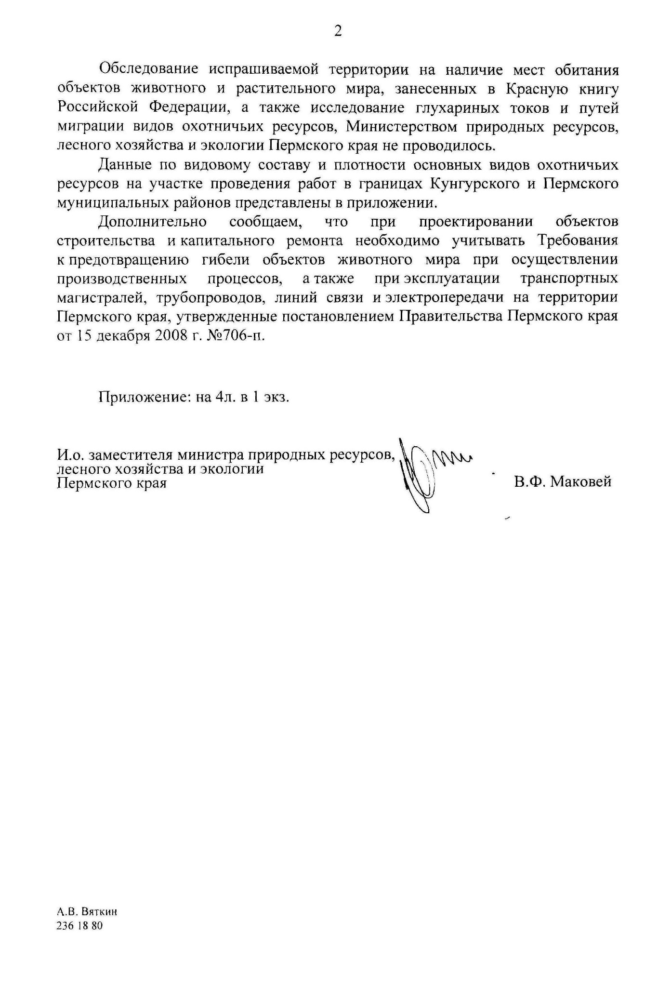 2
Обследование испрашиваемой территории на наличие мест обитания
объектов животного и растительного мира, занесенных в Красную книгу
Российской Федерации, а также исследование глухариных токов и путей
миграции видов охотничьих ресурсов, Министерством природных ресурсов,
лесного хозяйства и экологии Пермского края не проводилось.
Данные по видовому составу и плотности основных видов охотничьих
ресурсов на участке проведения работ в границах Кунгурского и Пермского
муниципальных районов представлены в приложении.
Дополнительно сообщаем, что при проектировании объектов
строительства и капитального ремонта необходимо учитывать Требования
к предотвращению гибели объектов животного мира при осуществлении
производственных процессов, а также при эксплуатации транспортных
магистралей, трубопроводов, линий связи и электропередачи на территории
Пермского края, утвержденные постановлением Правительства Пермского края
от 15 декабря 2008 г. №706-п.
Приложение: на 4л. в 1 экз.
И.о. заместителя министра природных ресурсов,
лесного хозяйства и экологии
Пермского края
В.Ф. Маковей
А.В. Вяткин
236 18 80